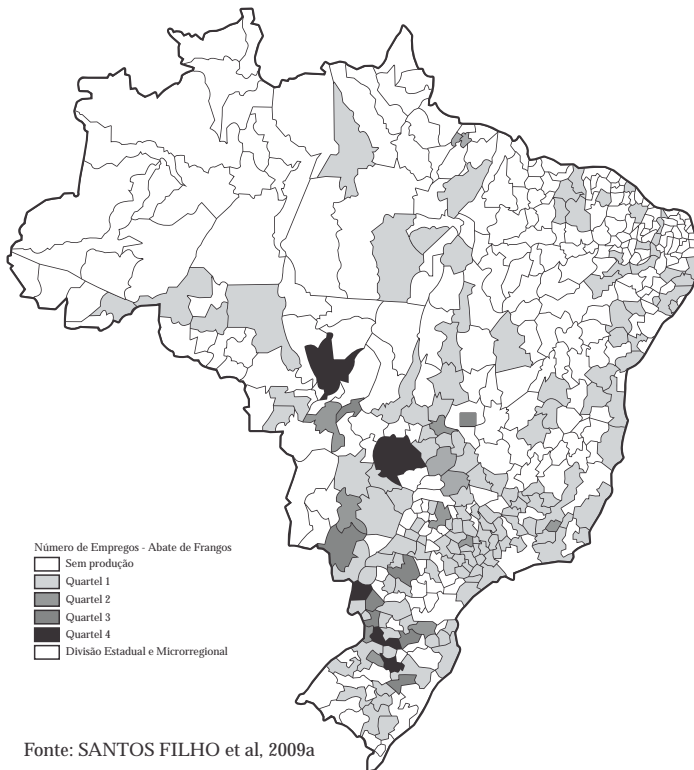 Número de Empregos - Abate de Frangos
Sem produção
Quartel 1
Quartel 2
Quartel 3
Quartel 4
Divisão Estadual e Microrregional
Fonte: SANTOS FILHO et al, 2009a